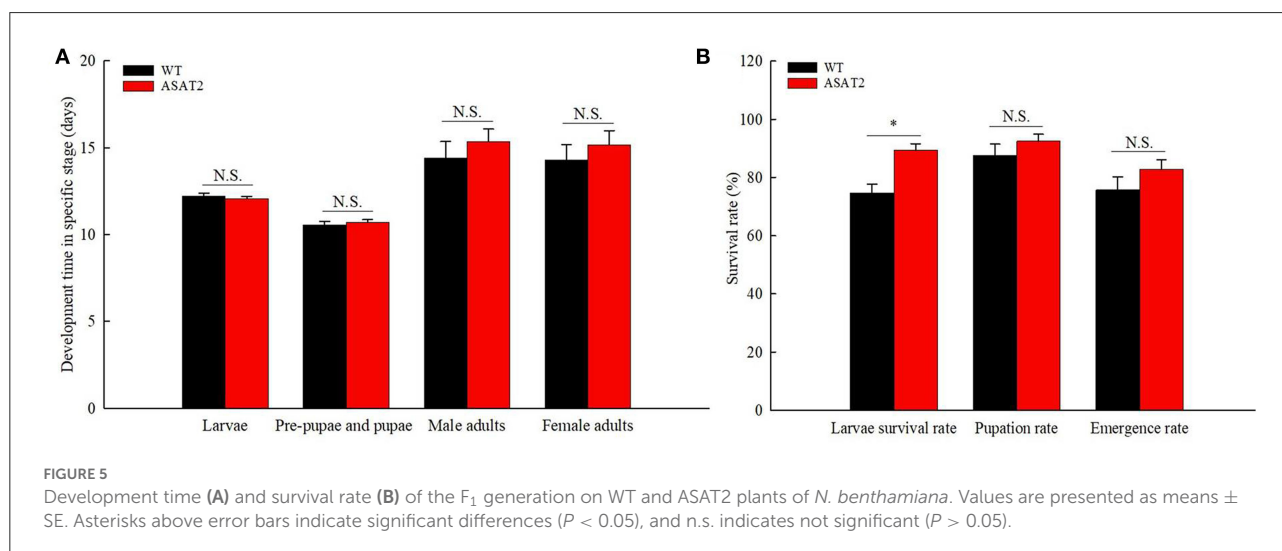 A
B
WT
ASAT2
Development time in specific stage (days)
20
15
10
5
0
N.S.
N.S.
N.S.
N.S.
Larvae
Pre-pupae and pupae
Male adults
Female adults
WT
ASAT2
Survival rate (%)
120
100
80
60
40
20
0
*
N.S.
N.S.
Larvae survival rate
Pupation rate
Emergence rate
FIGURE 5
Development time (A) and survival rate (B) of the F₁ generation on WT and ASAT2 plants of N. benthamiana. Values are presented as means ±
SE. Asterisks above error bars indicate significant differences (P < 0.05), and n.s. indicates not significant (P > 0.05).